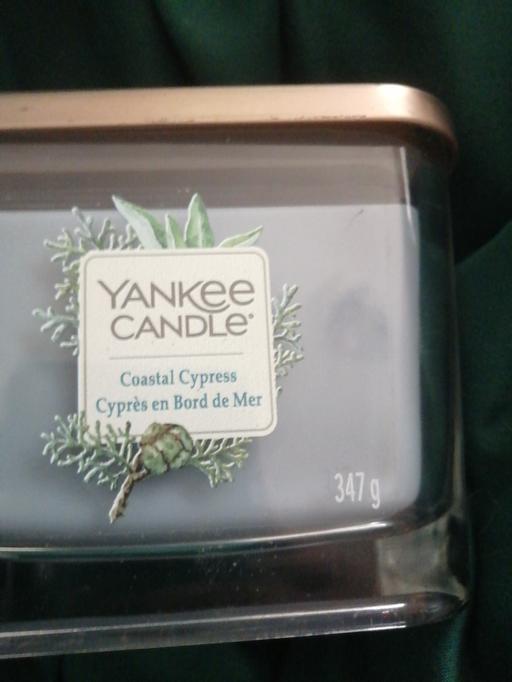 YANKEE
CANDLE®
Coastal Cypress
Cyprès en Bord de Mer
347 g